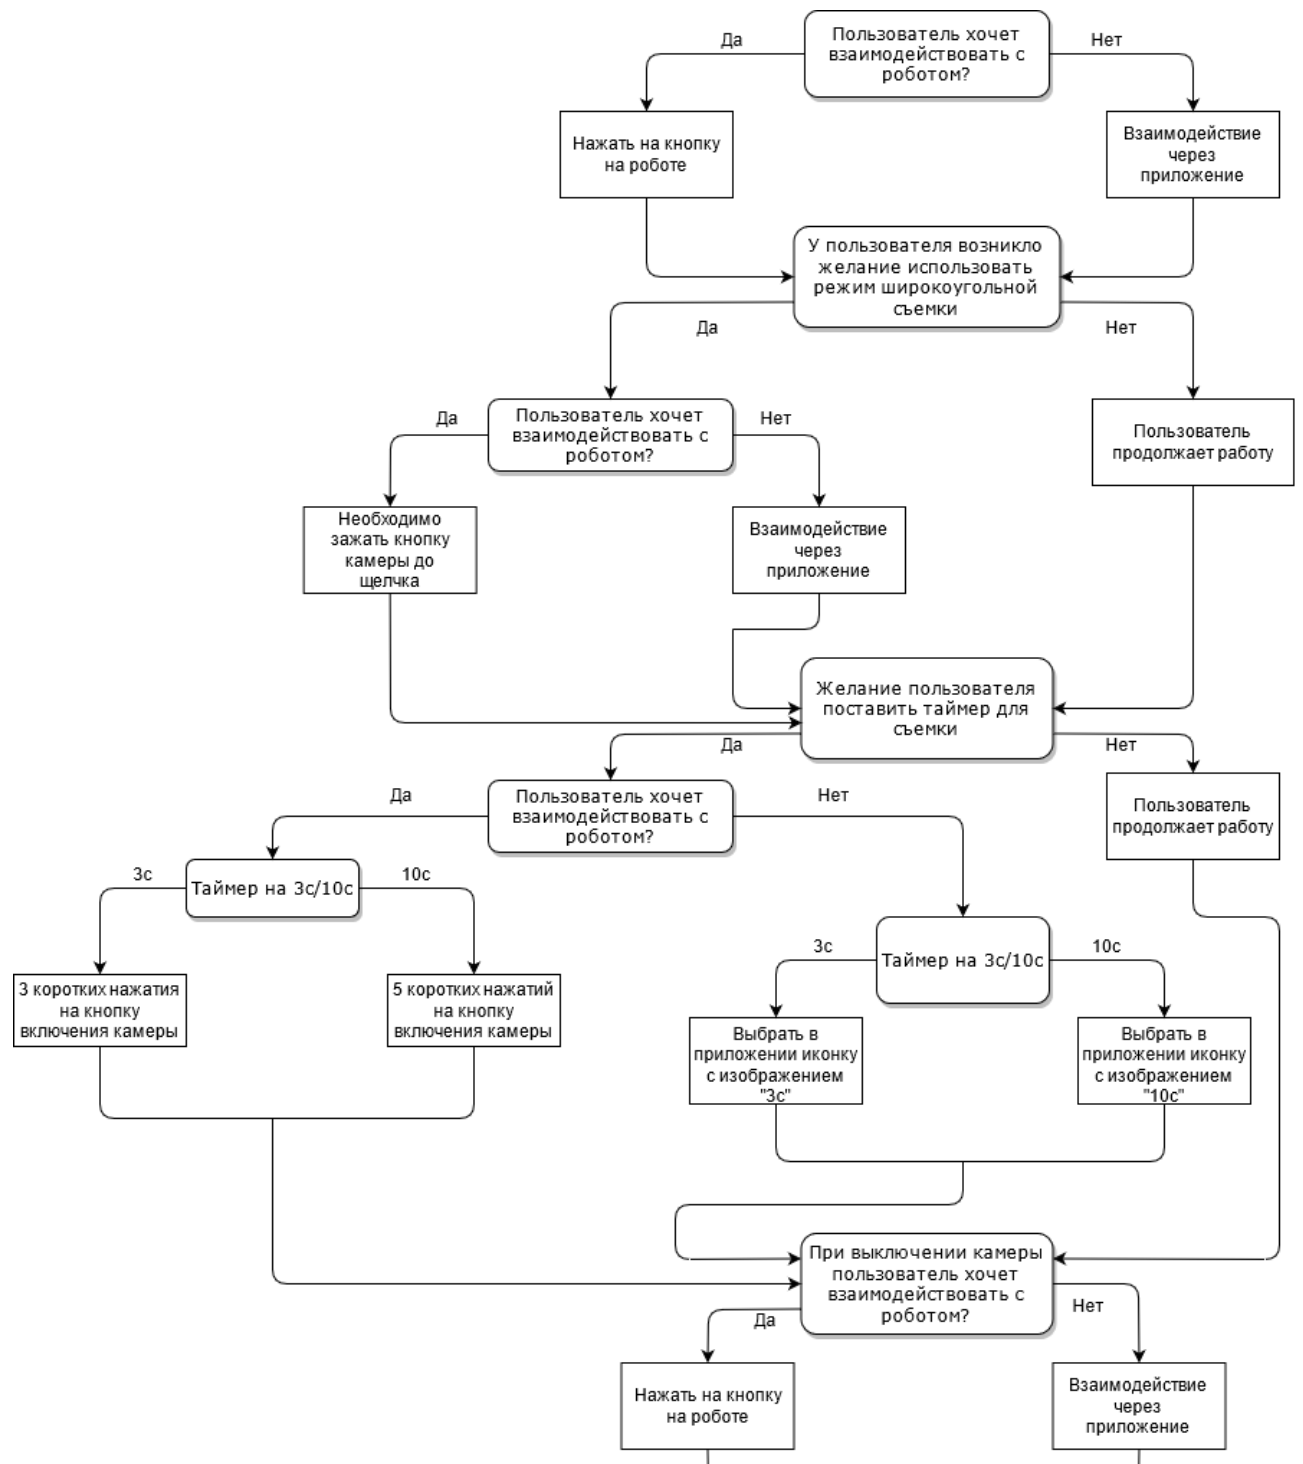 Пользователь хочет
взаимодействовать с
роботом?
Да
Нет
Нажать на кнопку
на роботе
Взаимодействие
через
приложение
У пользователя возникло
желание использовать
режим широкоугольной
съемки
Да
Нет
Пользователь хочет
взаимодействовать с
роботом?
Да
Нет
Пользователь
продолжает работу
Необходимо
зажать кнопку
камеры до
щелчка
Взаимодействие
через
приложение
Желание пользователя
поставить таймер для
съемки
Да
Нет
Пользователь хочет
взаимодействовать с
роботом?
Да
Нет
Пользователь
продолжает работу
Таймер на 3с/10с
3с
10с
3 коротких нажатия
на кнопку
включения камеры
5 коротких нажатий
на кнопку
включения камеры
Таймер на 3с/10с
3с
10с
Выбрать в
приложении иконку
с изображением
"3с"
Выбрать в
приложении иконку
с изображением
"10с"
При выключении камеры
пользователь хочет
взаимодействовать с
роботом?
Да
Нет
Нажать на кнопку
на роботе
Взаимодействие
через
приложение